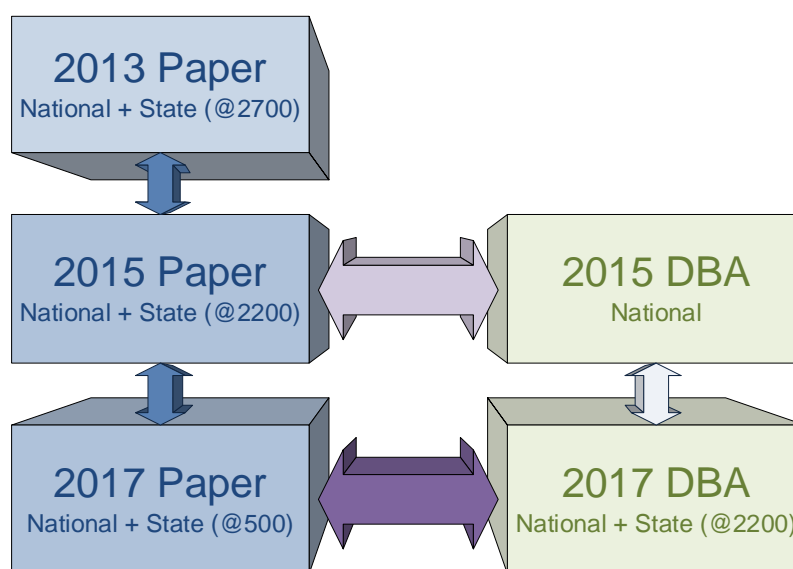 2013 Paper
National + State (@2700)
2015 Paper
National + State (@2200)
2015 DBA
National
2017 Paper
National + State (@500)
2017 DBA
National + State (@2200)